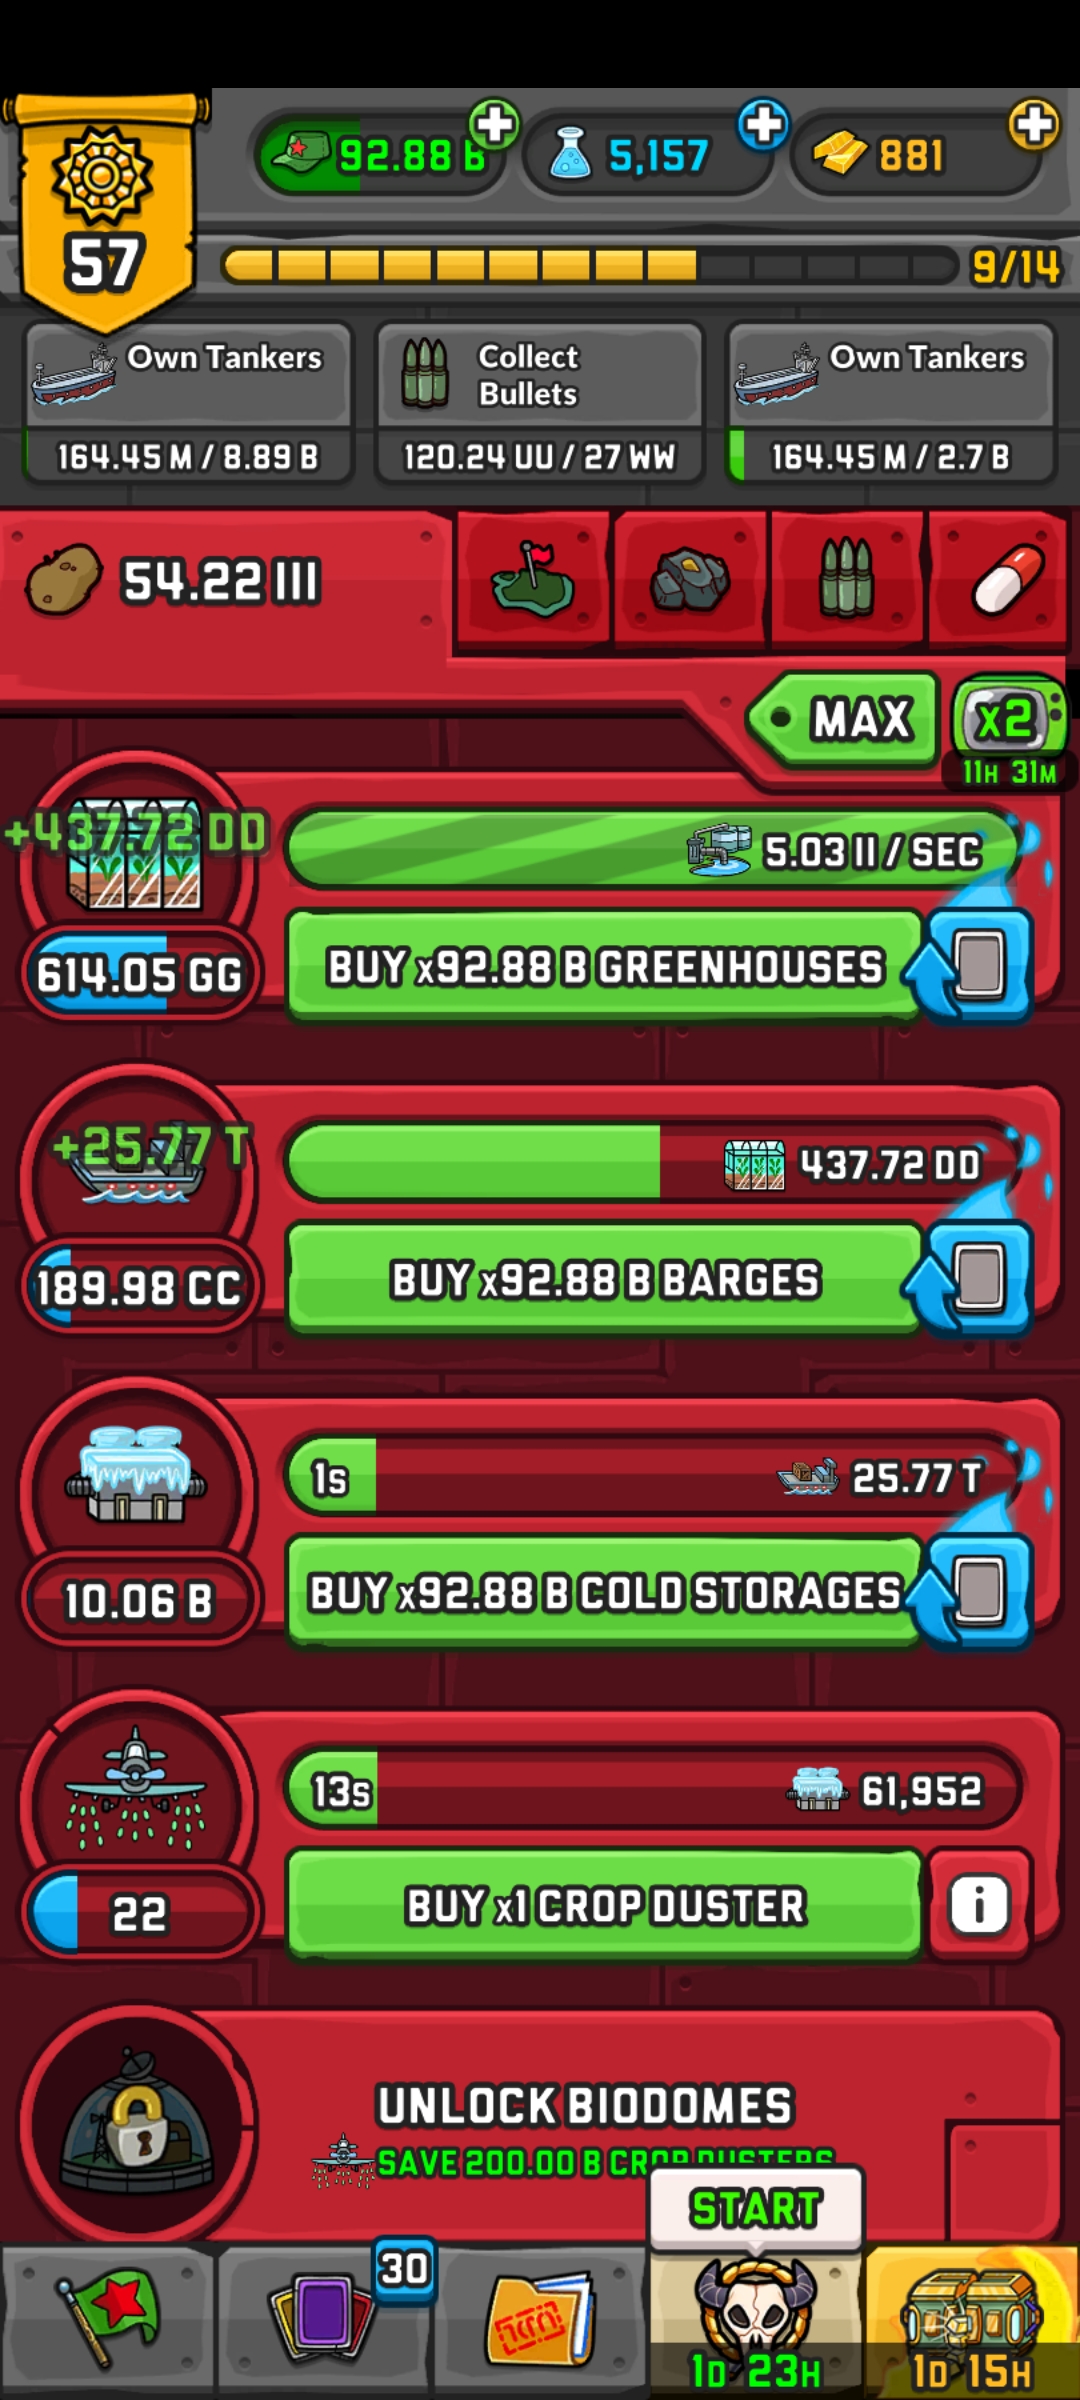 92.88 B
5,157
881
57
9/14
Own Tankers
164.45 M / 8.89 B
Collect
Bullets
120.24 UU / 27 WW
Own Tankers
164.45 M / 2.7 B
54.22 III
MAX
x2
11H 31M
+437.72 DD
5.03 II / SEC
614.05 GG
BUY x92.88 B GREENHOUSES
+25.77 T
437.72 DD
189.98 CC
BUY x92.88 B BARGES
1s
25.77 T
10.06 B
BUY x92.88 B COLD STORAGES
13s
61,952
22
BUY x1 CROP DUSTER
i
UNLOCK BIODOMES
SAVE 200.00 B CROP DUSTERS
START
30
1D 23H
1D 15H